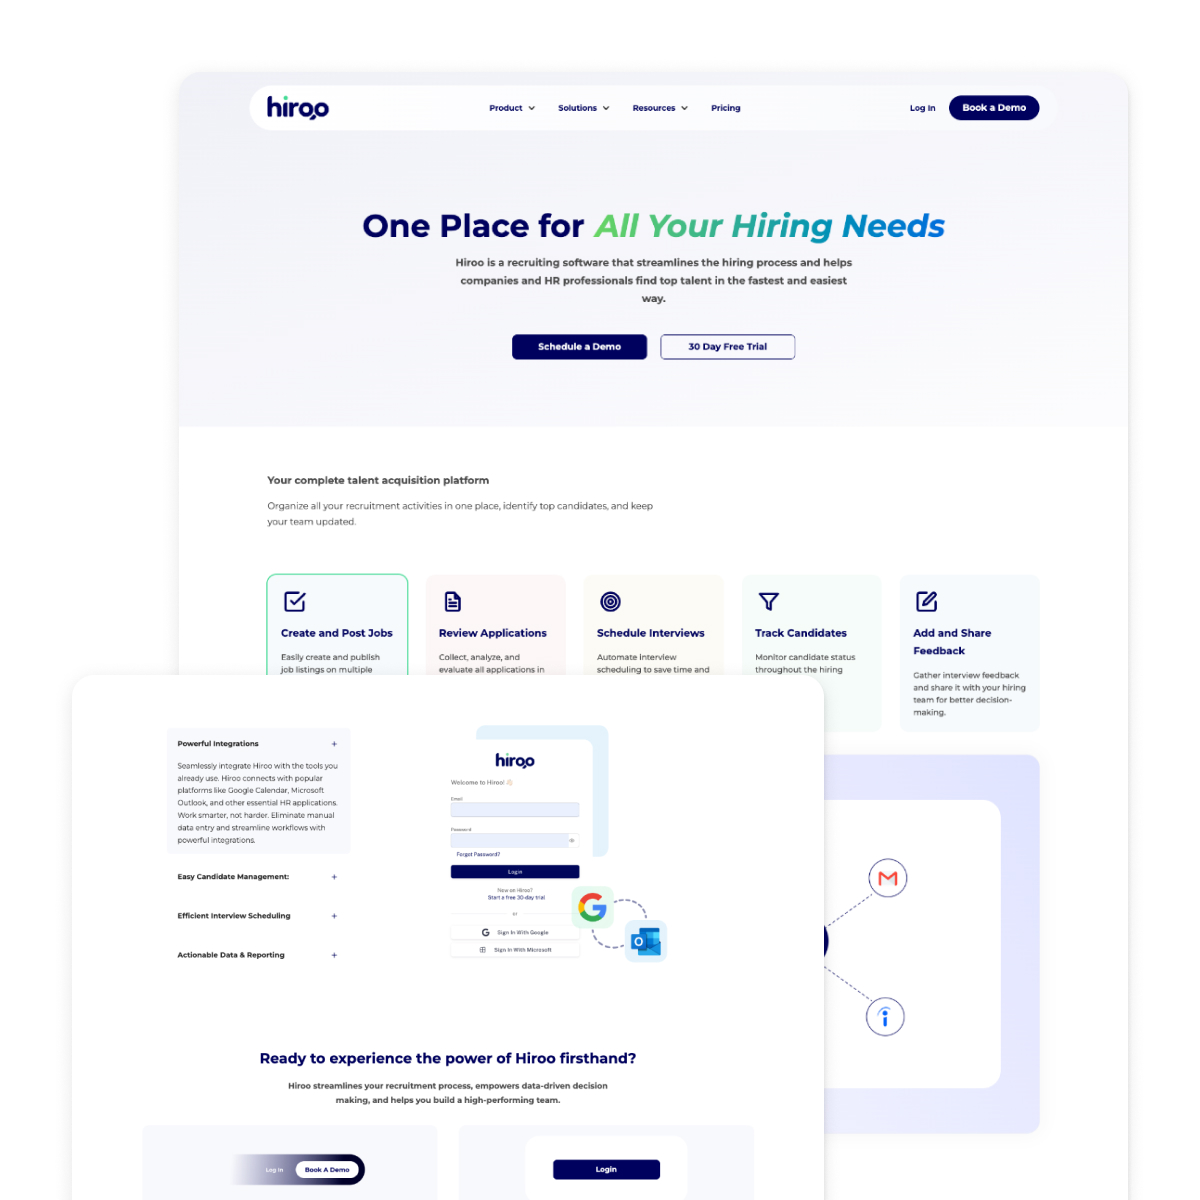 hiroo
Product
Solutions
Resources
Pricing
Log In
Book a Demo
One Place for All Your Hiring Needs
Hiroo is a recruiting software that streamlines the hiring process and helps
companies and HR professionals find top talent in the fastest and easiest
way.
Schedule a Demo
30 Day Free Trial
Your complete talent acquisition platform
Organize all your recruitment activities in one place, identify top candidates, and keep
your team updated.
Create and Post Jobs
Easily create and publish
job listings on multiple
Review Applications
Collect, analyze, and
evaluate all applications in
Schedule Interviews
Automate interview
scheduling to save time and
Track Candidates
Monitor candidate status
throughout the hiring
Add and Share
Feedback
Gather interview feedback
and share it with your hiring
team for better decision-
making.
Powerful Integrations +
Seamlessly integrate Hiroo with the tools you
already use. Hiroo connects with popular
platforms like Google Calendar, Microsoft
Outlook, and other essential HR applications.
Work smarter, not harder. Eliminate manual
data entry and streamline workflows with
powerful integrations.
Easy Candidate Management: +
Efficient Interview Scheduling +
Actionable Data & Reporting +
hiroo
Welcome to Hiroo! 👋🏻
Email
Password
Forgot Password?
Login
New on Hiroo?
Start a free 30-day trial
or
Sign In With Google
Sign In With Microsoft
Ready to experience the power of Hiroo firsthand?
Hiroo streamlines your recruitment process, empowers data-driven decision
making, and helps you build a high-performing team.
Log In
Book A Demo
Login